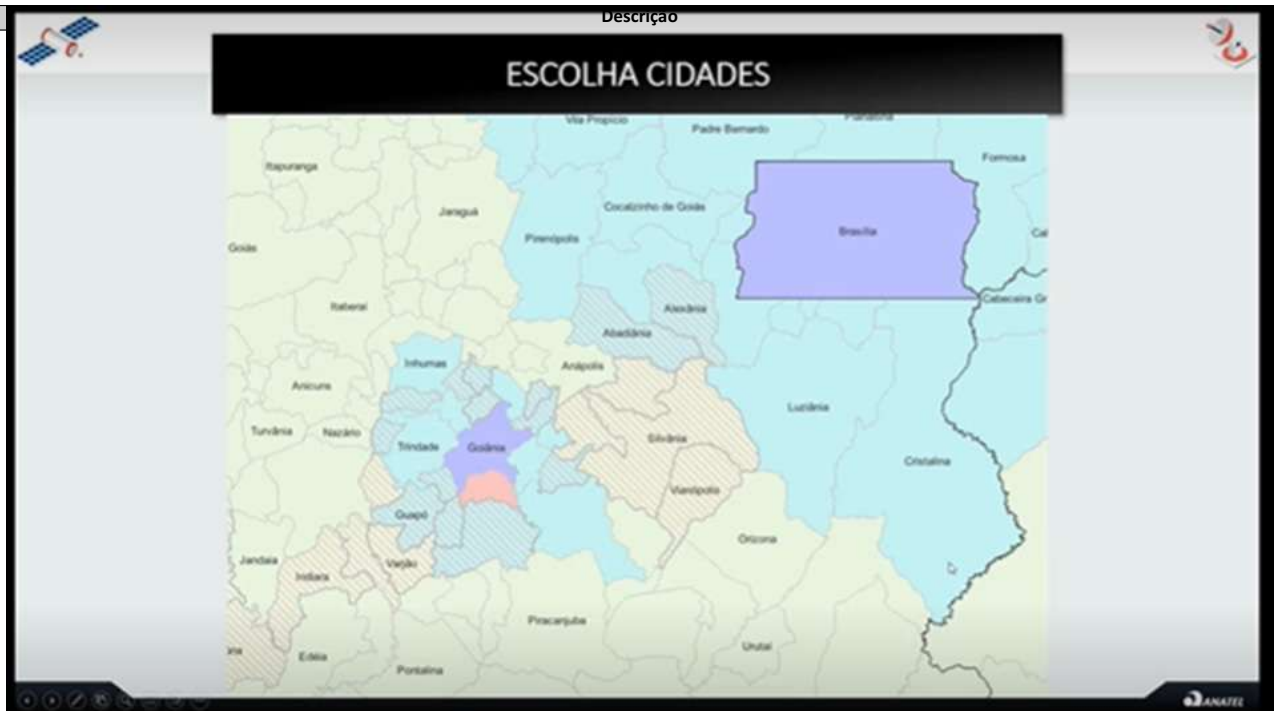 Descrição
ESCOLHA CIDADES
Vila Propício
Padre Bernardo
Planaltina
Formosa
Itapuranga
Jaraguá
Cocalzinho de Goiás
Pirenópolis
Brasília
Goiás
Itaberaí
Alexânia
Cabeceira Gr
Abadiânia
Inhumas
Anápolis
Anicuns
Luziânia
Turvânia
Nazário
Trindade
Goiânia
Silvânia
Cristalina
Vianópolis
Guapó
Orizona
Jandaia
Indiara
Varjão
Piracanjuba
Urutaí
Edéia
Pontalina
ANATEL